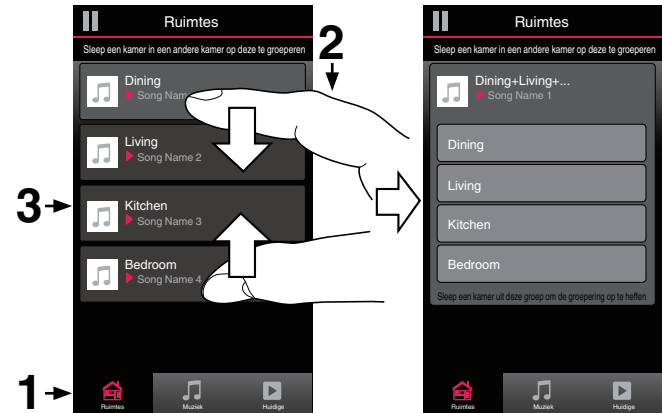 Ruimtes
Sleep een kamer in een andere kamer op deze te groeperen
2
Dining
Song Nam
Living
Song Name 2
3
Kitchen
Song Name 3
Bedroom
Song Name 4
1
Ruimtes
Muziek
Huidige
Ruimtes
Sleep een kamer in een andere kamer op deze te groeperen
Dining+Living+...
Song Name 1
Dining
Living
Kitchen
Bedroom
Sleep een kamer uit deze groep om de groepering op te heffen
Ruimtes
Muziek
Huidige